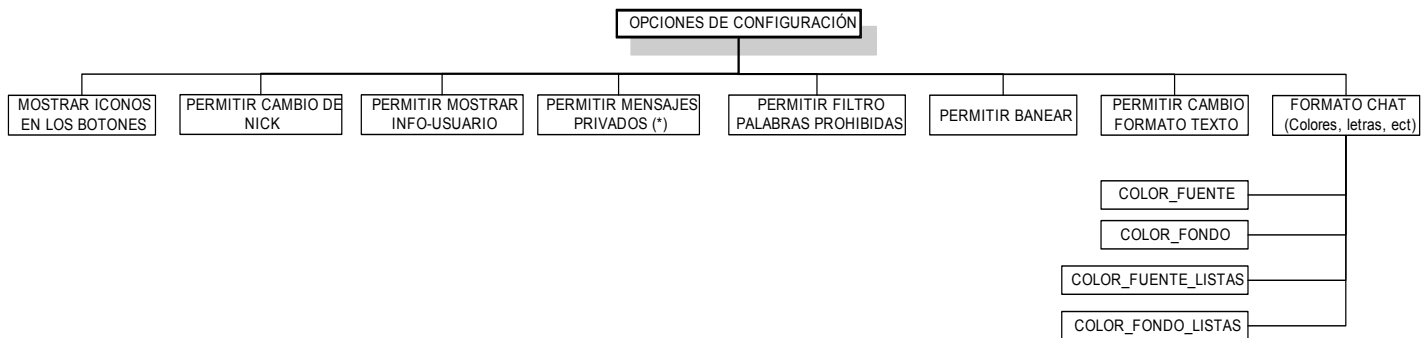 OPCIONES DE CONFIGURACIÓN
MOSTRAR ICONOS
EN LOS BOTONES
PERMITIR CAMBIO DE
NICK
PERMITIR MOSTRAR
INFO-USUARIO
PERMITIR MENSAJES
PRIVADOS (*)
PERMITIR FILTRO
PALABRAS PROHIBIDAS
PERMITIR BANEAR
PERMITIR CAMBIO
FORMATO TEXTO
FORMATO CHAT
(Colores, letras, ect)
COLOR_FUENTE
COLOR_FONDO
COLOR_FUENTE_LISTAS
COLOR_FONDO_LISTAS